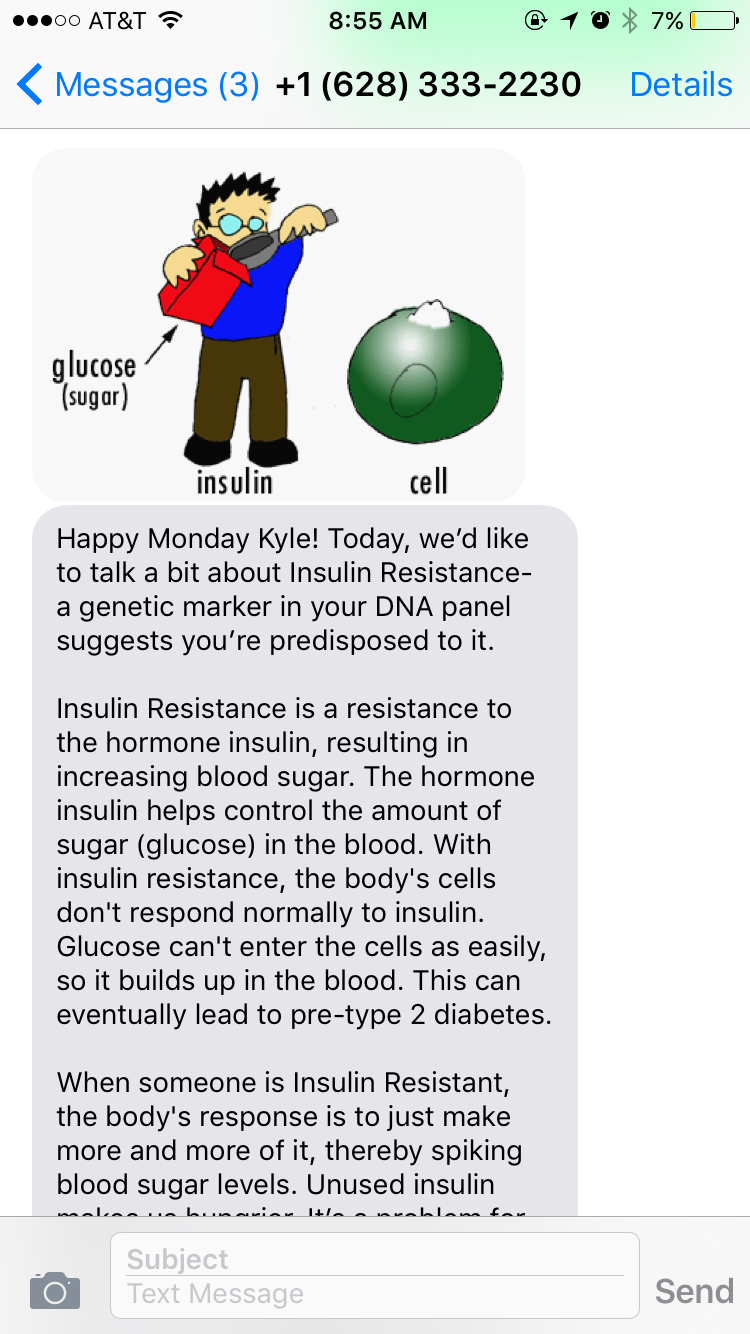 AT&T 8:55 AM 7%
Messages (3) +1 (628) 333-2230 Details
glucose
(sugar)
insulin cell
Happy Monday Kyle! Today, we’d like
to talk a bit about Insulin Resistance-
a genetic marker in your DNA panel
suggests you’re predisposed to it.
Insulin Resistance is a resistance to
the hormone insulin, resulting in
increasing blood sugar. The hormone
insulin helps control the amount of
sugar (glucose) in the blood. With
insulin resistance, the body's cells
don't respond normally to insulin.
Glucose can't enter the cells as easily,
so it builds up in the blood. This can
eventually lead to pre-type 2 diabetes.
When someone is Insulin Resistant,
the body's response is to just make
more and more of it, thereby spiking
blood sugar levels. Unused insulin
makes us hungrier. It’s a problem for
Subject
Text Message
Send